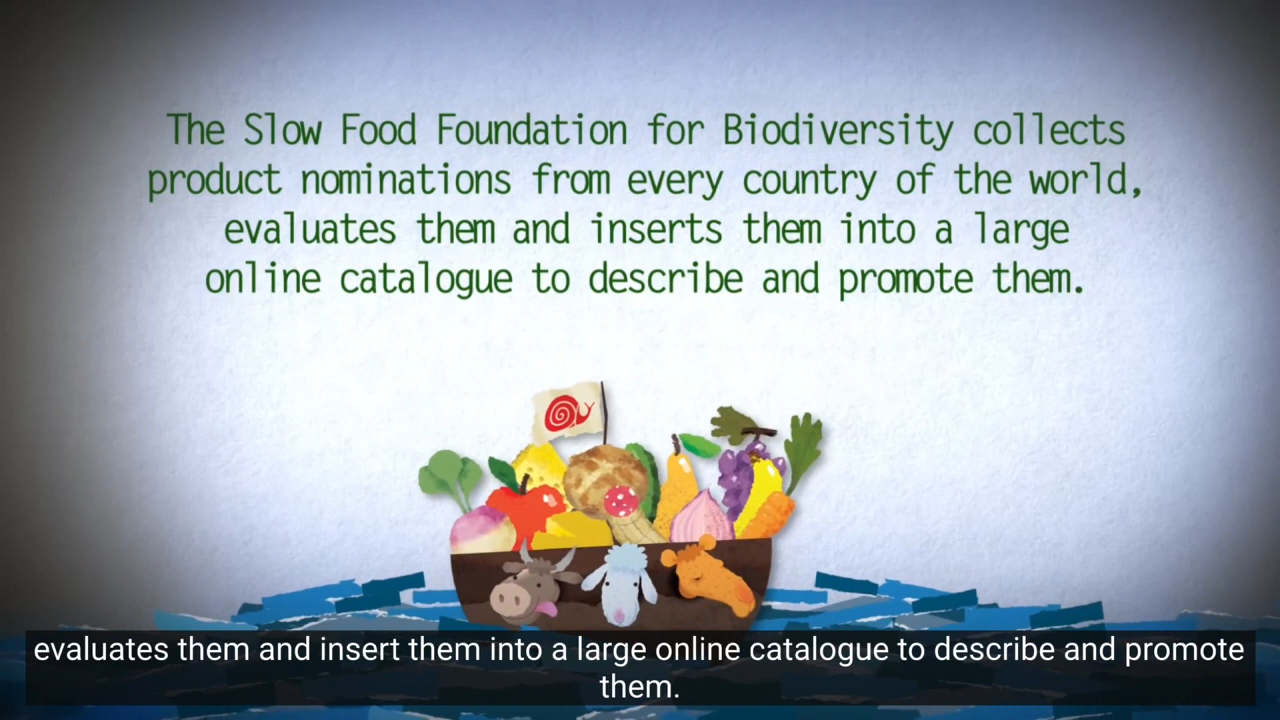 The Slow Food Foundation for Biodiversity collects
product nominations from every country of the world,
evaluates them and inserts them into a large
online catalogue to describe and promote them.
evaluates them and insert them into a large online catalogue to describe and promote
them.